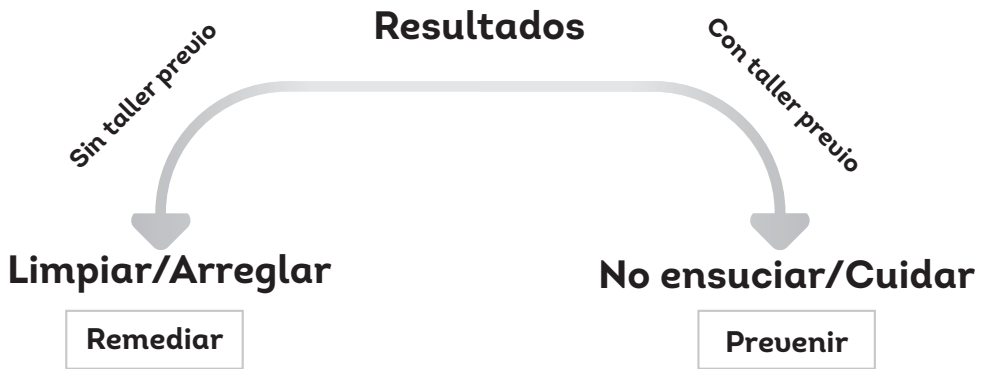 Resultados
Sin taller previo
Con taller previo
Limpiar/Arreglar
No ensuciar/Cuidar
Remediar
Prevenir